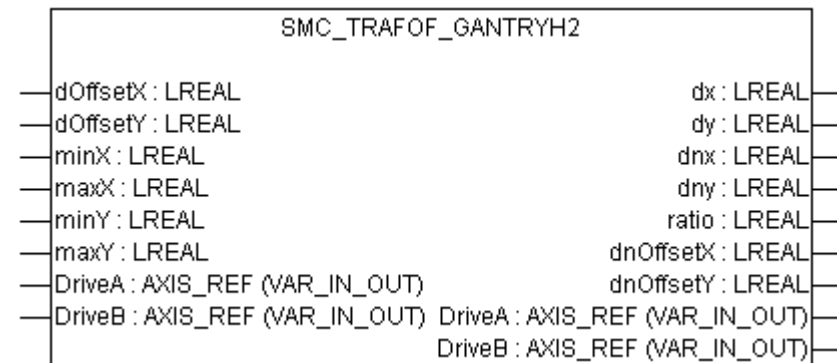 SMC_TRAFOF_GANTRYH2
dOffsetX : LREAL dx : LREAL
dOffsetY : LREAL dy : LREAL
minX : LREAL dnx : LREAL
maxX : LREAL dny : LREAL
minY : LREAL ratio : LREAL
maxY : LREAL dnOffsetX : LREAL
DriveA : AXIS_REF (VAR_IN_OUT) dnOffsetY : LREAL
DriveB : AXIS_REF (VAR_IN_OUT) DriveA : AXIS_REF (VAR_IN_OUT)
DriveB : AXIS_REF (VAR_IN_OUT)